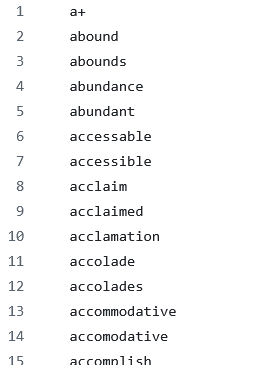 1 a+
2 abound
3 abounds
4 abundance
5 abundant
6 accessable
7 accessible
8 acclaim
9 acclaimed
10 acclamation
11 accolade
12 accolades
13 accommodative
14 accomodative
15 accomplish